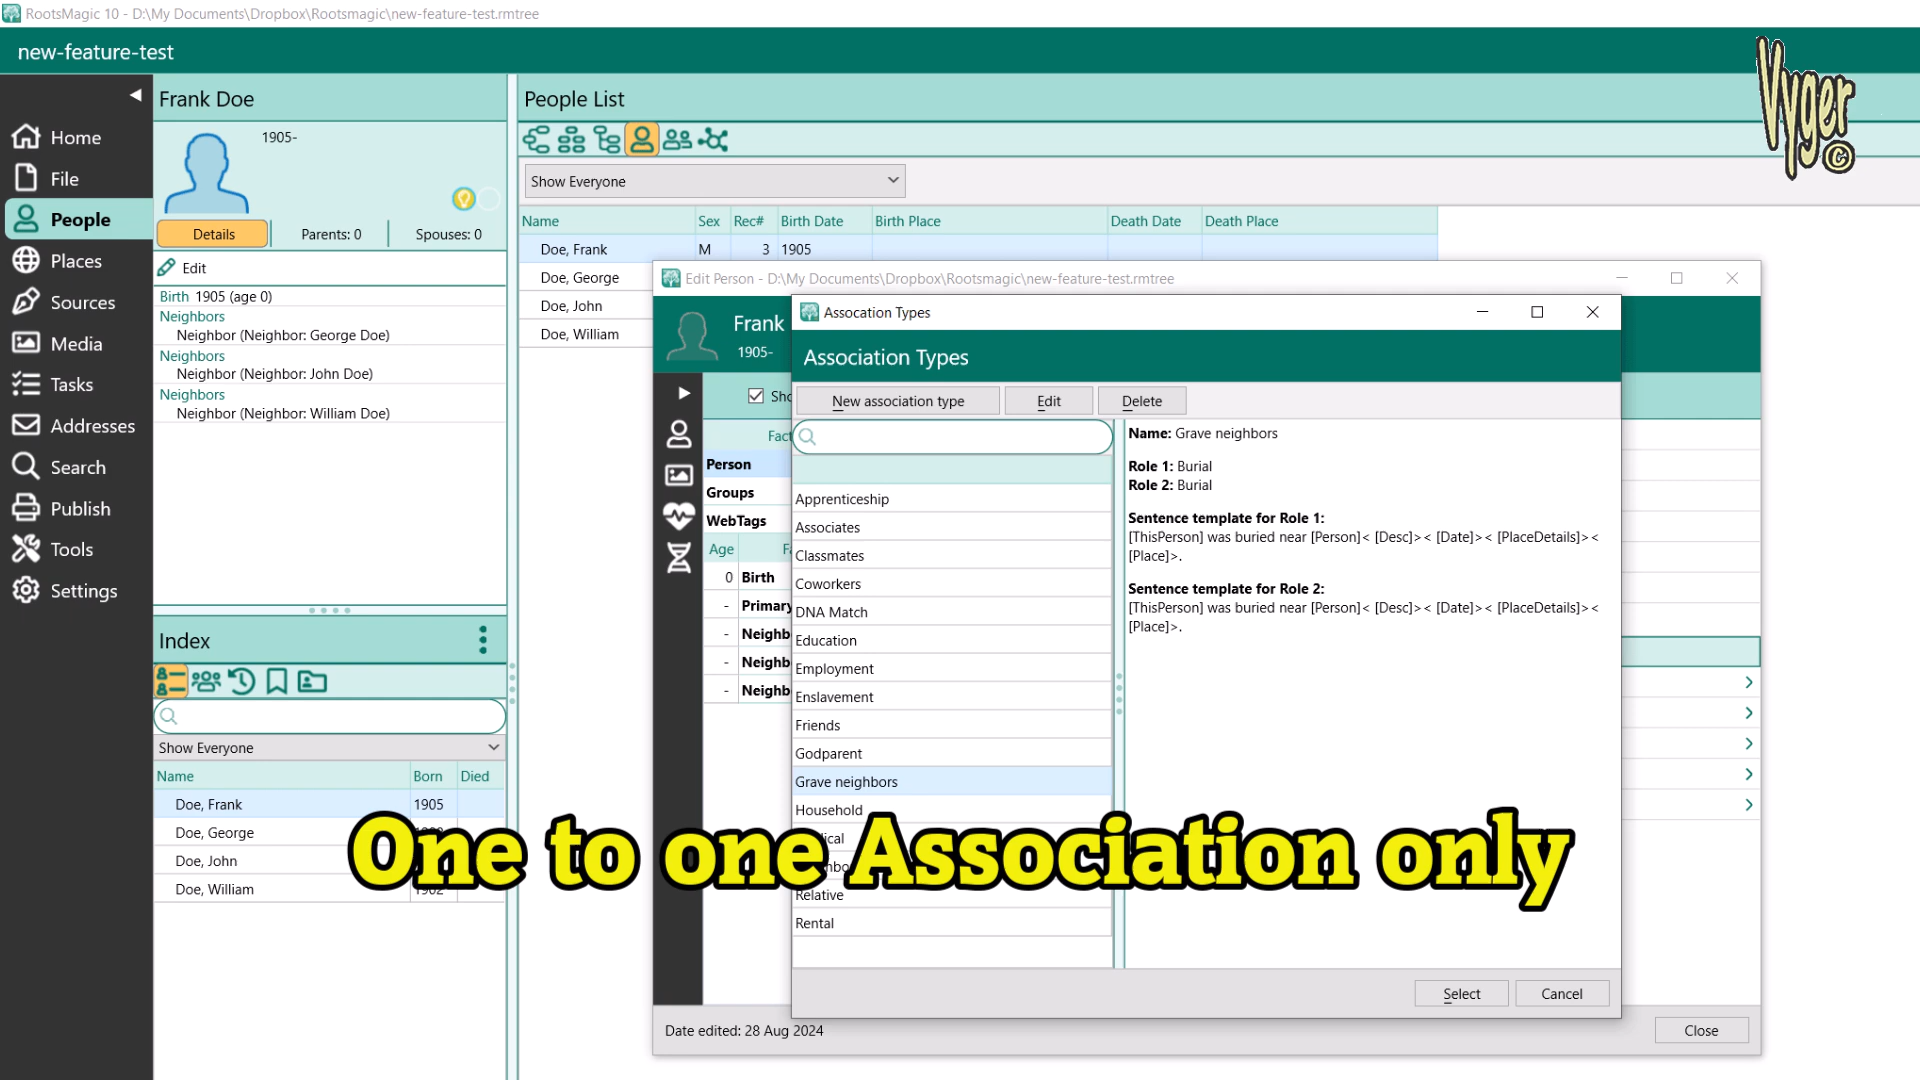 RootsMagic 10 - D:\My Documents\Dropbox\Rootsmagic\new-feature-test.rmtree
new-feature-test
Vyger ©
Home
File
People
Places
Sources
Media
Tasks
Addresses
Search
Publish
Tools
Settings
Frank Doe
1905-
Details
Parents: 0
Spouses: 0
Edit
Birth 1905 (age 0)
Neighbors
Neighbor (Neighbor: George Doe)
Neighbors
Neighbor (Neighbor: John Doe)
Neighbors
Neighbor (Neighbor: William Doe)
Index
Show Everyone
Name Born Died
Doe, Frank 1905
Doe, George
Doe, John
Doe, William 1902
People List
Show Everyone
Name Sex Rec# Birth Date Birth Place Death Date Death Place
Doe, Frank M 3 1905
Doe, George
Doe, John
Doe, William
Edit Person - D:\My Documents\Dropbox\Rootsmagic\new-feature-test.rmtree
Frank
1905-
Sho
Fact
Person
Groups
WebTags
Age Fa
0 Birth
- Primary
- Neighb
- Neighb
- Neighb
Date edited: 28 Aug 2024
Close
Assocation Types
Association Types
New association type
Edit
Delete
Apprenticeship
Associates
Classmates
Coworkers
DNA Match
Education
Employment
Enslavement
Friends
Godparent
Grave neighbors
Household
Relative
Rental
Name: Grave neighbors
Role 1: Burial
Role 2: Burial
Sentence template for Role 1:
[ThisPerson] was buried near [Person]< [Desc]>< [Date]>< [PlaceDetails]><
[Place]>.
Sentence template for Role 2:
[ThisPerson] was buried near [Person]< [Desc]>< [Date]>< [PlaceDetails]><
[Place]>.
Select
Cancel
One to one Association only